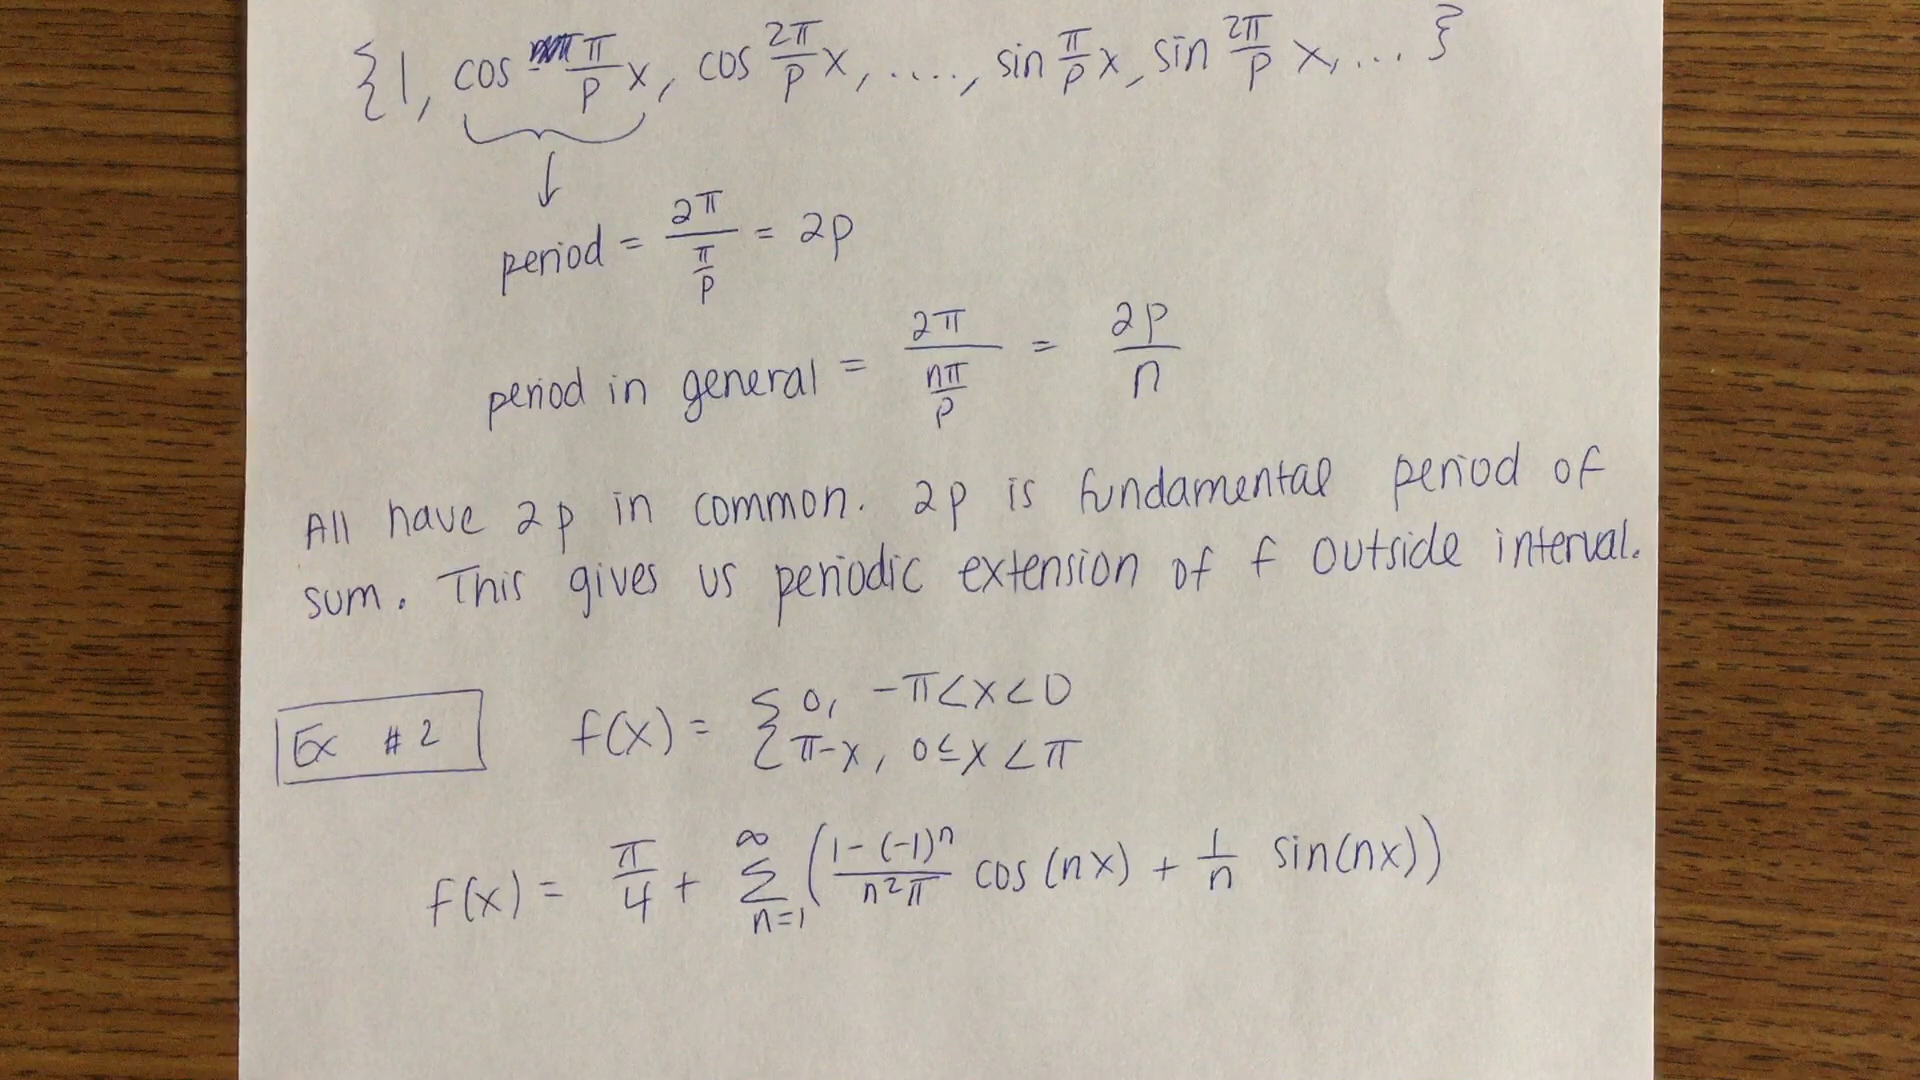 {1, cos π/p x, cos 2π/p x, ...., sin π/p x, sin 2π/p x, ... }
period = 2π/(π/p) = 2p
period in general = 2π/(nπ/p) = 2p/n
All have 2p in common. 2p is fundamental period of
sum. This gives us periodic extension of f outside interval.
Ex #2 f(x) = { 0, -π<x<0
π-x, 0≤x<π
f(x) = π/4 + ∑_{n=1}^{∞} ( (1-(-1)^n)/(n²π) cos(nx) + 1/n sin(nx))